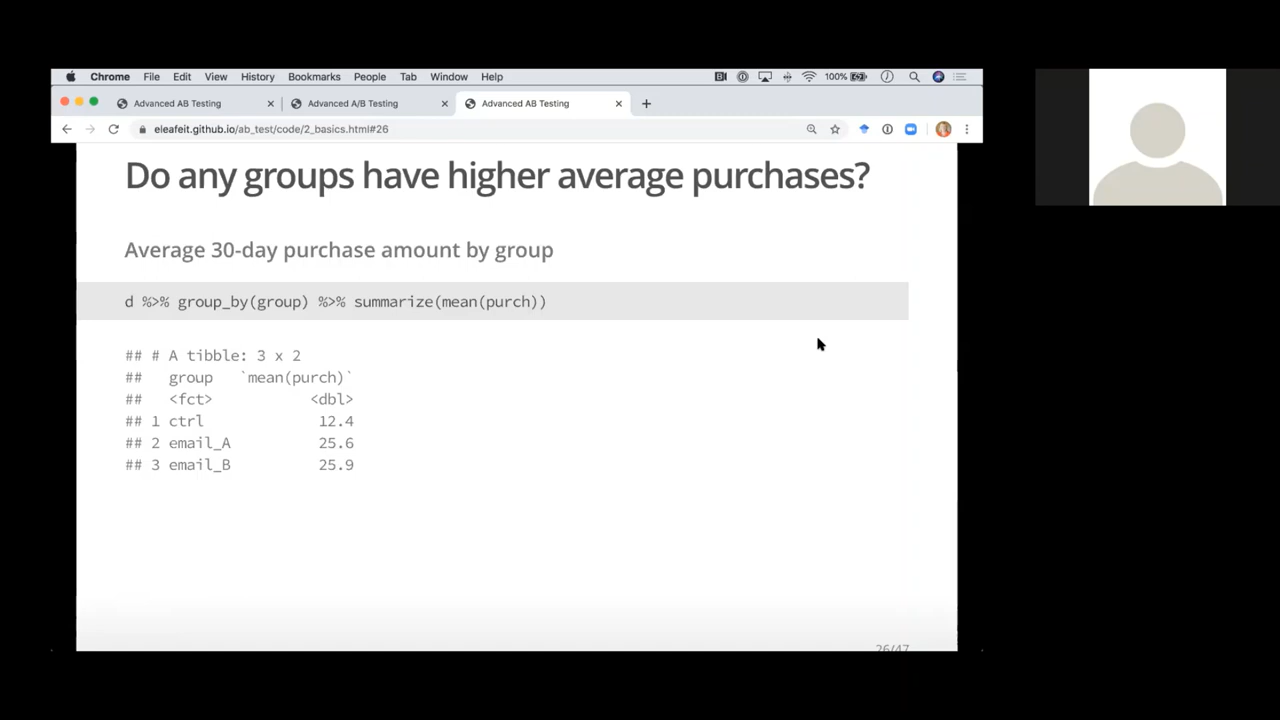 Chrome File Edit View History Bookmarks People Tab Window Help 100%
Advanced AB Testing Advanced A/B Testing Advanced AB Testing
eleafeit.github.io/ab_test/code/2_basics.html#26
Do any groups have higher average purchases?
Average 30-day purchase amount by group
d %>% group_by(group) %>% summarize(mean(purch))
## # A tibble: 3 x 2
## group `mean(purch)`
## <fct> <dbl>
## 1 ctrl 12.4
## 2 email_A 25.6
## 3 email_B 25.9
26/47